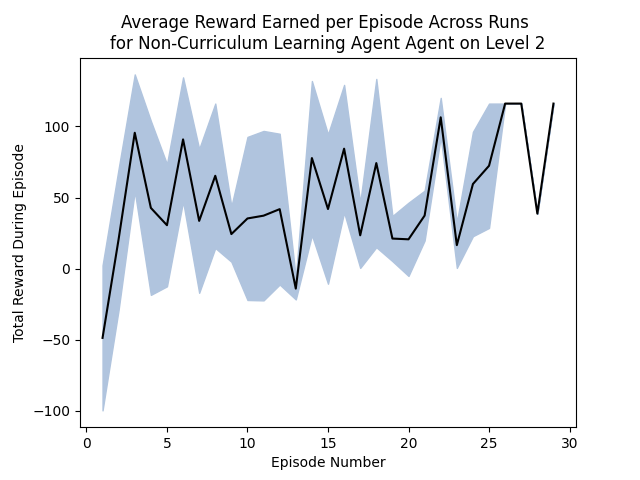 Average Reward Earned per Episode Across Runs
for Non-Curriculum Learning Agent Agent on Level 2
Total Reward During Episode
100
50
0
−50
−100
0 5 10 15 20 25 30
Episode Number